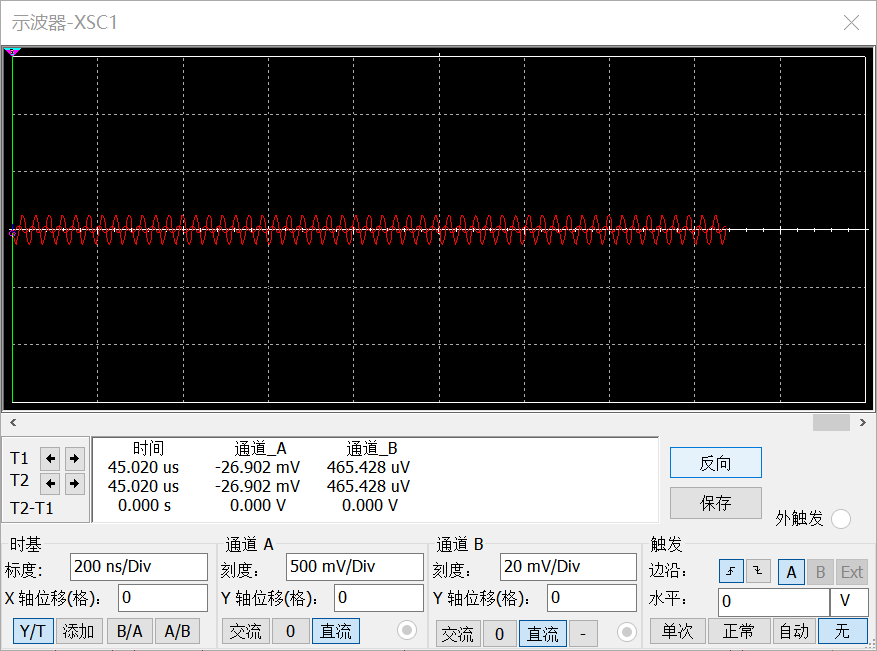 示波器-XSC1
时间 通道_A 通道_B
T1 45.020 us -26.902 mV 465.428 uV
T2 45.020 us -26.902 mV 465.428 uV
T2-T1 0.000 s 0.000 V 0.000 V
反向
保存
外触发
时基
标度: 200 ns/Div
X 轴位移(格): 0
Y/T 添加 B/A A/B
通道 A
刻度: 500 mV/Div
Y 轴位移(格): 0
交流 0 直流
通道 B
刻度: 20 mV/Div
Y 轴位移(格): 0
交流 0 直流 -
触发
边沿: A B Ext
水平: 0 V
单次 正常 自动 无